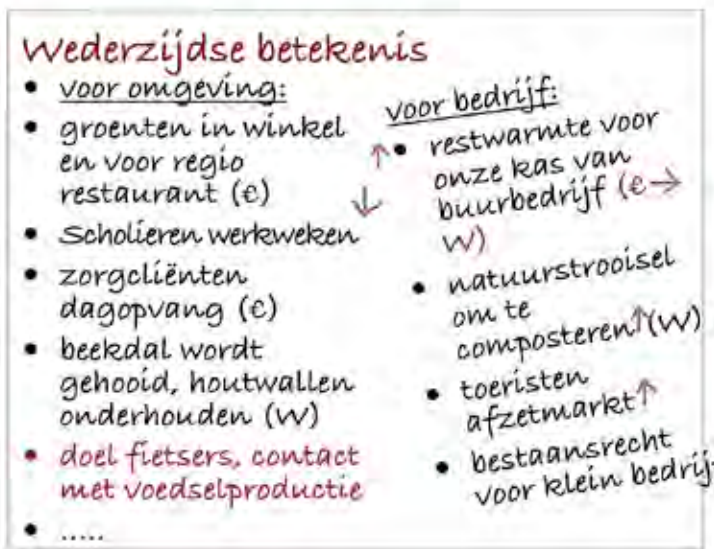 Wederzijdse betekenis
• voor omgeving:
• groenten in winkel
en voor regio
restaurant (€)
• Scholieren werkweken
• zorgcliënten
dagopvang (€)
• beekdal wordt
gehooid, houtwallen
onderhouden (W)
• doel fietsers, contact
met voedselproductie
• .....
voor bedrijf:
↑• restwarmte voor
↓ onze kas van
buurbedrijf (€→
W)
• natuurstrooisel
om te
composteren↑(W)
• toeristen
afzetmarkt↑
• bestaansrecht
voor klein bedrij